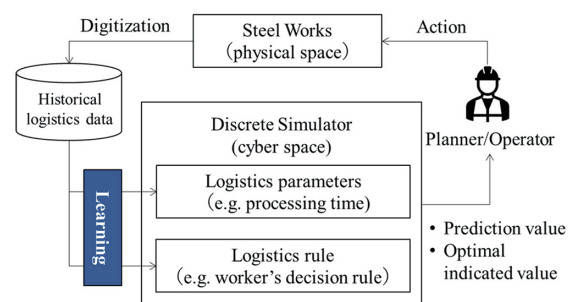 Digitization
Steel Works
（physical space）
Action
Historical
logistics data
Planner/Operator
Discrete Simulator
(cyber space)
Learning
Logistics parameters
(e.g. processing time)
Logistics rule
(e.g. worker's decision rule)
• Prediction value
• Optimal
indicated value